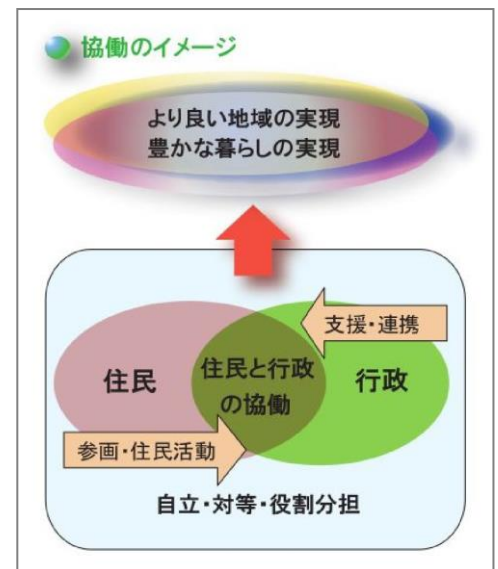 協働のイメージ
より良い地域の実現
豊かな暮らしの実現
支援・連携
住民
住民と行政
の協働
行政
参画・住民活動
自立・対等・役割分担